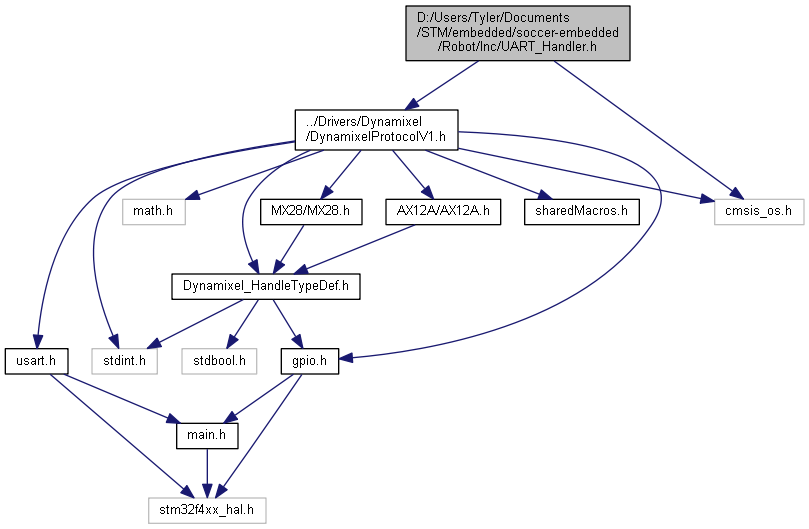 D:/Users/Tyler/Documents
/STM/embedded/soccer-embedded
/Robot/Inc/UART_Handler.h
../Drivers/Dynamixel
/DynamixelProtocolV1.h
math.h
MX28/MX28.h
AX12A/AX12A.h
sharedMacros.h
cmsis_os.h
Dynamixel_HandleTypeDef.h
usart.h
stdint.h
stdbool.h
gpio.h
main.h
stm32f4xx_hal.h